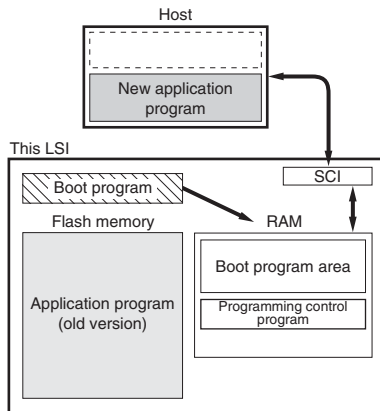 Host
New application
program
This LSI
SCI
Boot program
Flash memory
RAM
Application program
(old version)
Boot program area
Programming control
program